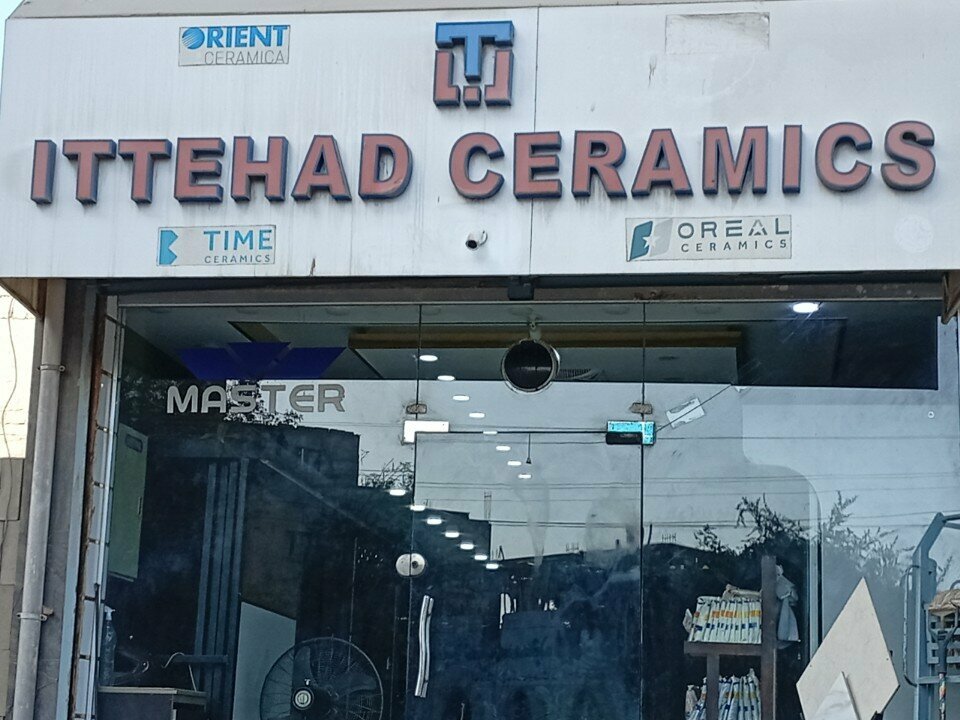 ORIENT
CERAMICA
ITTEHAD CERAMICS
TIME
CERAMICS
OREAL
CERAMICS
MASTER